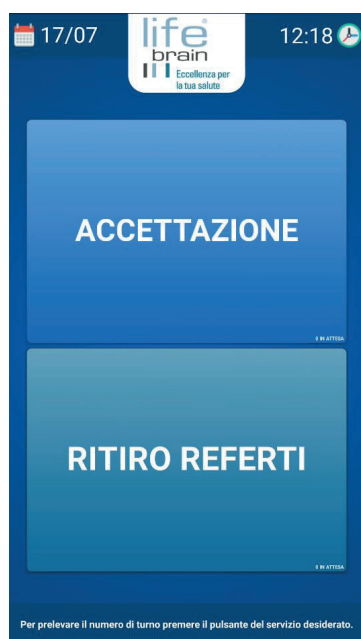 17/07
life
brain
Eccellenza per
la tua salute
12:18
ACCETTAZIONE
0 IN ATTESA
RITIRO REFERTI
0 IN ATTESA
Per prelevare il numero di turno premere il pulsante del servizio desiderato.